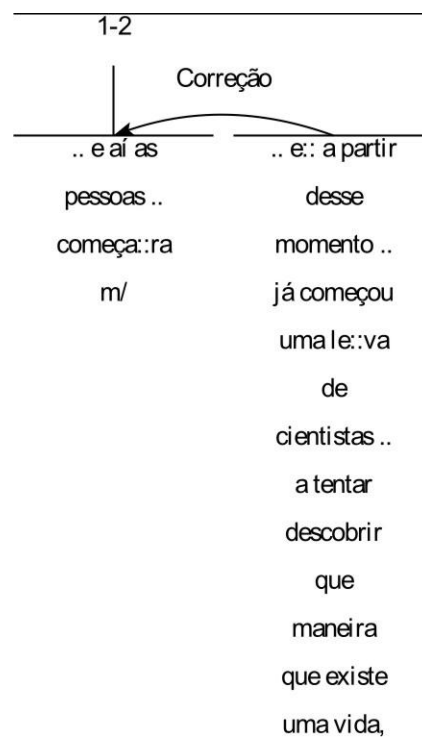 1-2
Correção
.. e aí as
pessoas ..
começa::ra
m/
.. e:: a partir
desse
momento ..
já começou
uma le::va
de
cientistas ..
a tentar
descobrir
que
maneira
que existe
uma vida,